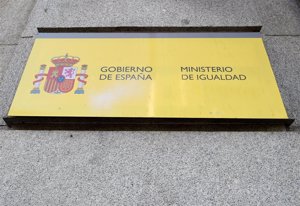 GOBIERNO
DE ESPAÑA
MINISTERIO
DE IGUALDAD